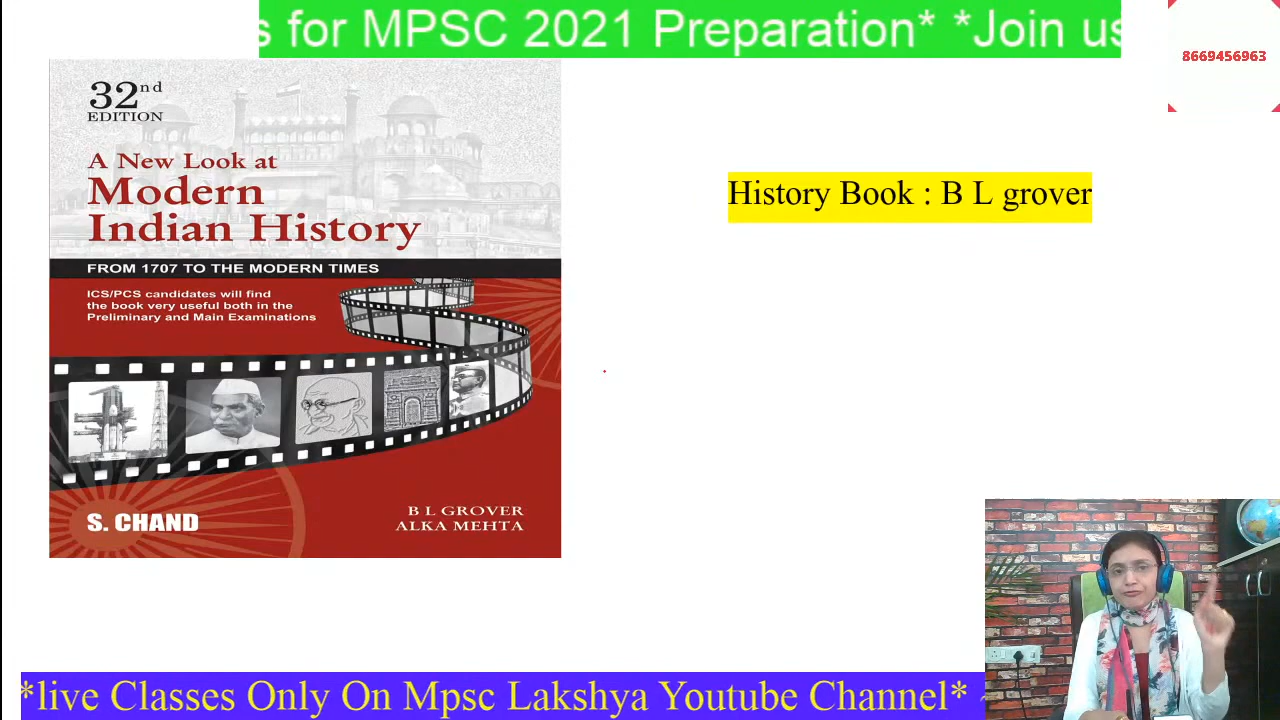 s for MPSC 2021 Preparation* *Join us
8669456963
32nd
EDITION
A New Look at
Modern
Indian History
FROM 1707 TO THE MODERN TIMES
ICS/PCS candidates will find
the book very useful both in the
Preliminary and Main Examinations
S. CHAND
B L GROVER
ALKA MEHTA
History Book : B L grover
*live Classes Only On Mpsc Lakshya Youtube Channel*